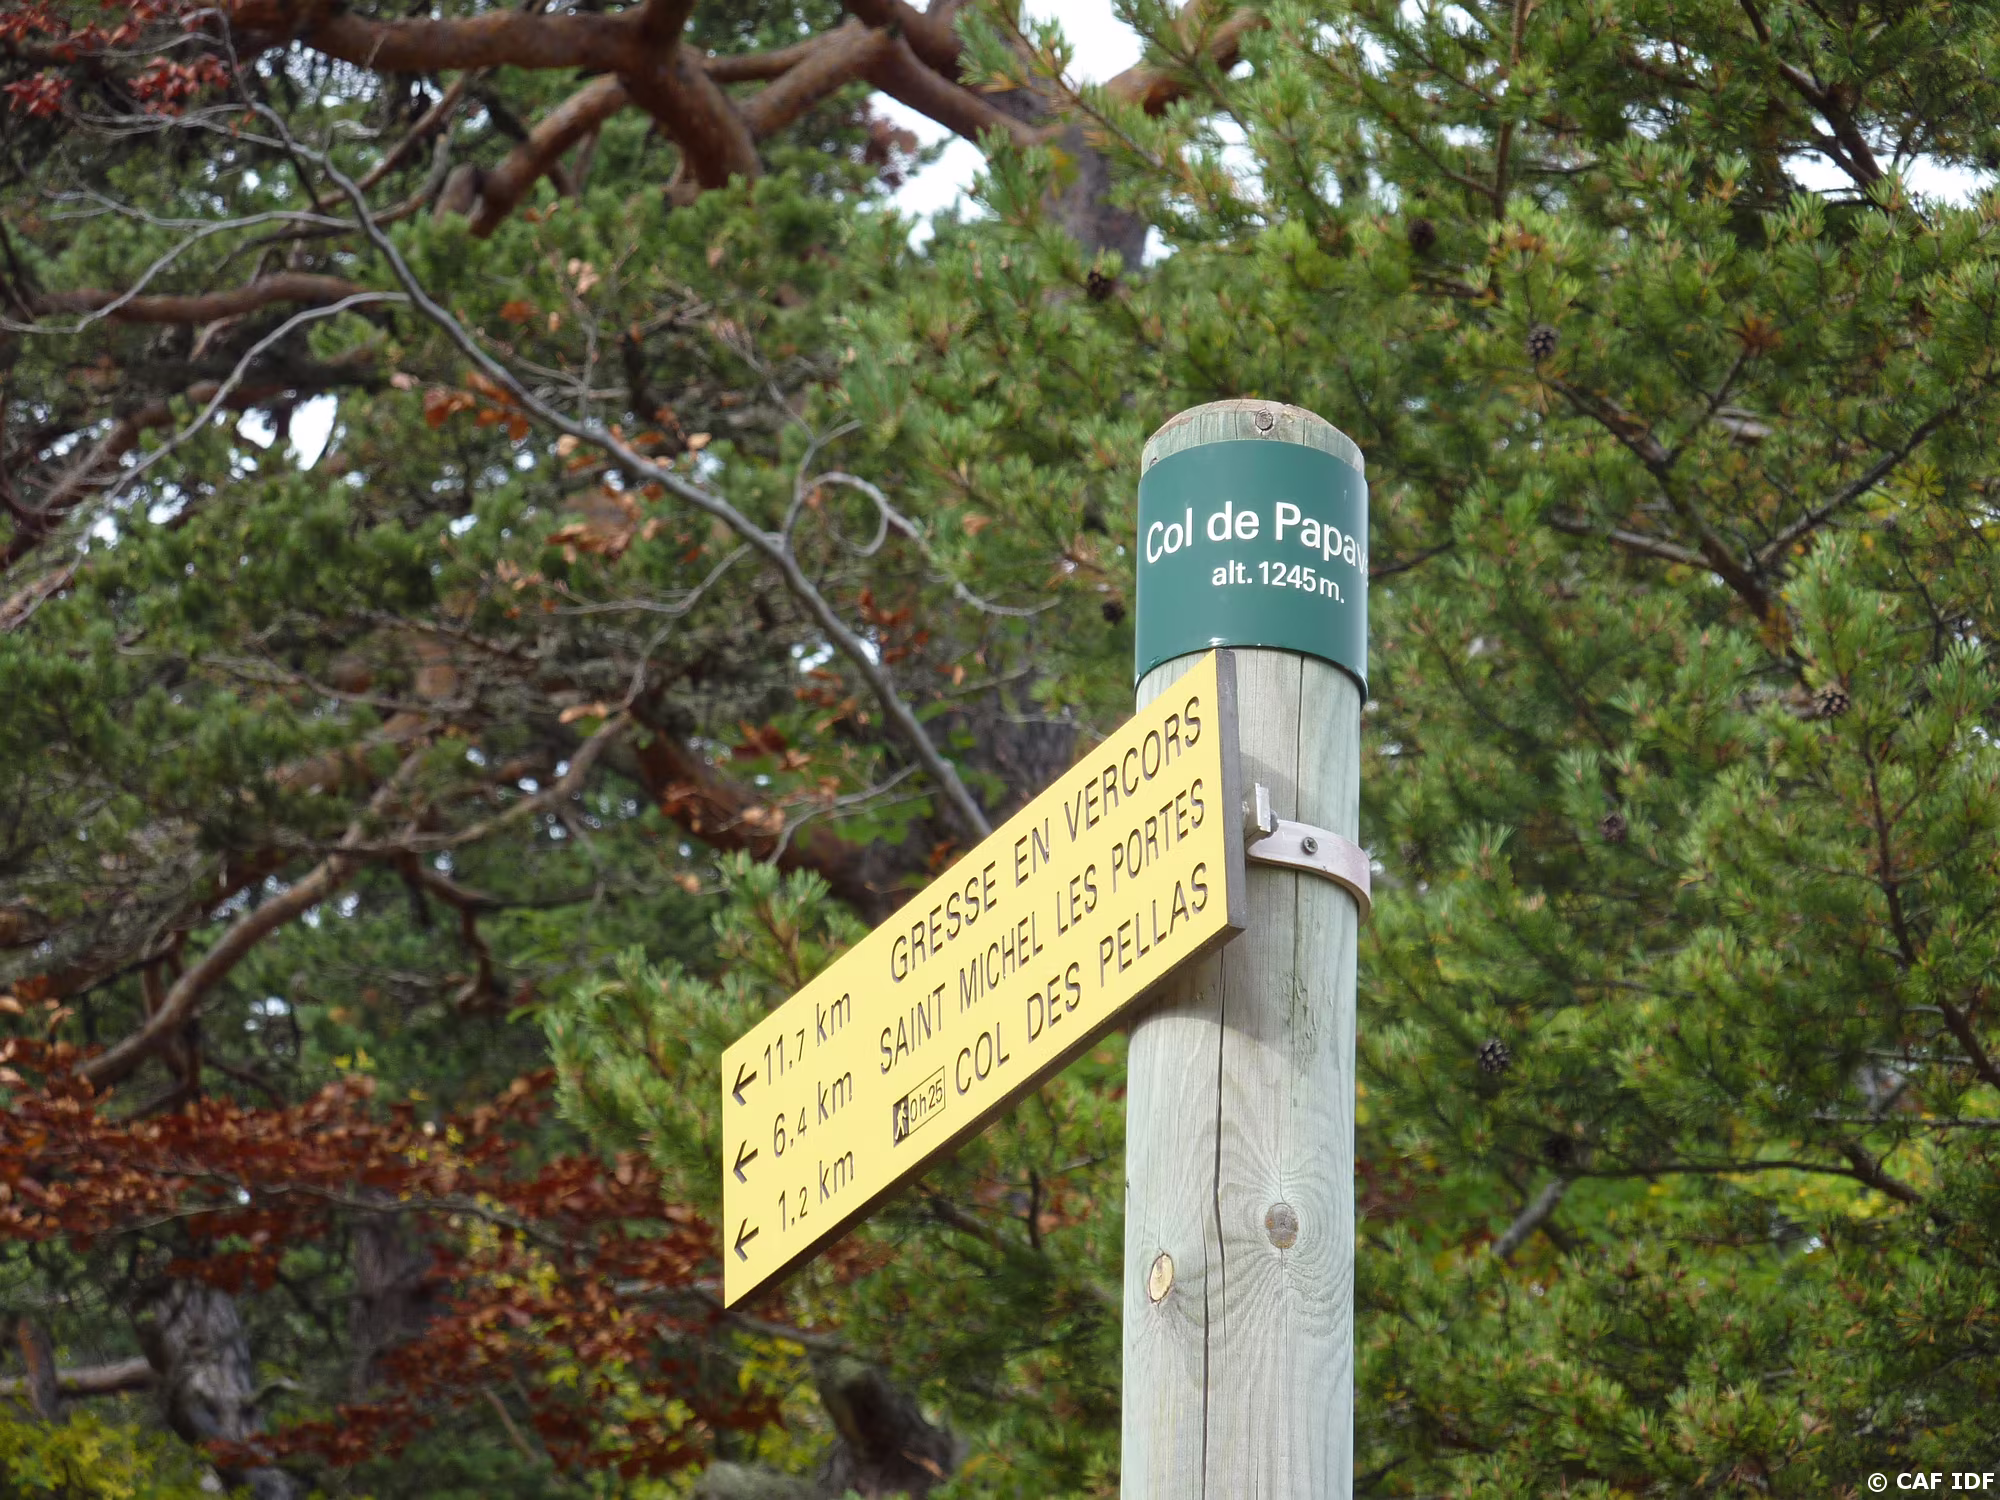 Col de Papav
alt. 1245 m.
GRESSE EN VERCORS
← 11.7 km
SAINT MICHEL LES PORTES
← 6.4 km
0h25 COL DES PELLAS
← 1.2 km
© CAF IDF